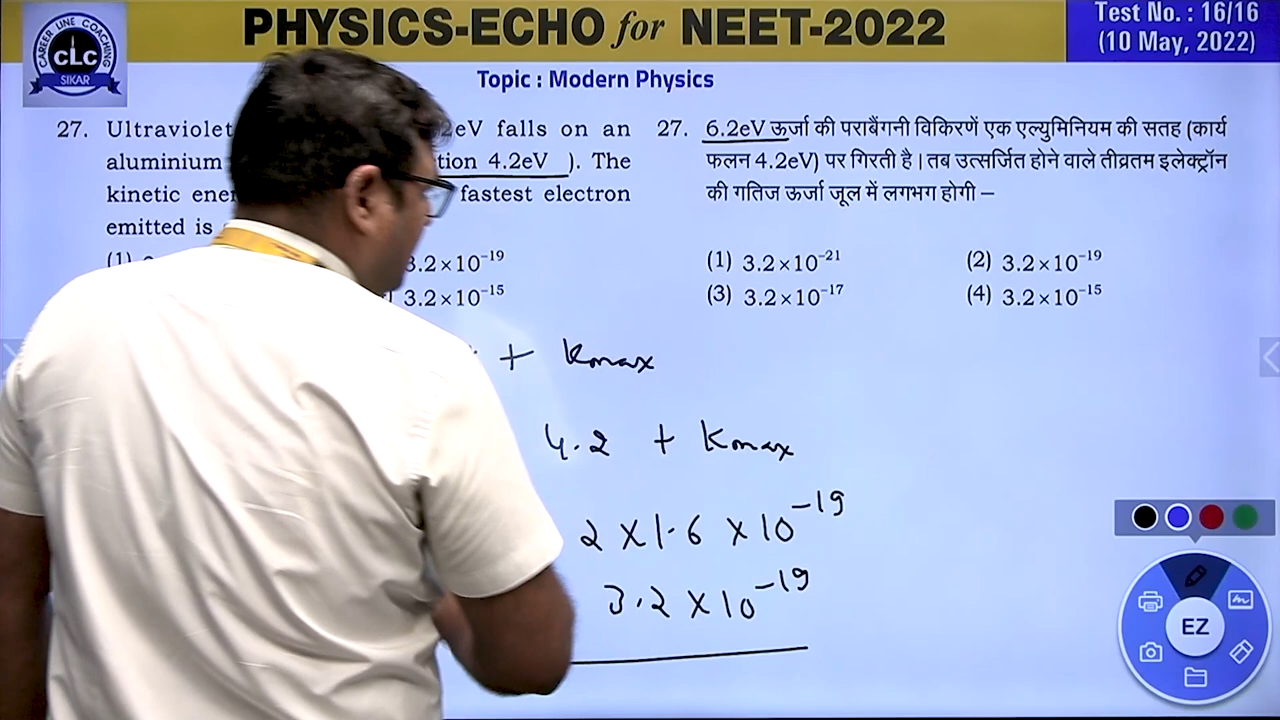 PHYSICS-ECHO for NEET-2022
Test No. : 16/16
(10 May, 2022)
CAREER LINE COACHING
CLC
SIKAR
Topic : Modern Physics
27. Ultraviolet 2eV falls on an
aluminium tion 4.2eV ). The
kinetic fastest electron
emitted is
(1) 3.2×10⁻¹⁹
3.2×10⁻¹⁵
27. 6.2eV ऊर्जा की पराबैंगनी विकिरणें एक एल्युमिनियम की सतह (कार्य
फलन 4.2eV) पर गिरती है। तब उत्सर्जित होने वाले तीव्रतम इलेक्ट्रॉन
की गतिज ऊर्जा जूल में लगभग होगी –
(1) 3.2×10⁻²¹ (2) 3.2×10⁻¹⁹
(3) 3.2×10⁻¹⁷ (4) 3.2×10⁻¹⁵
+ Kmax
4.2 + Kmax
2 X 1.6 X 10⁻¹⁹
3.2 X 10⁻¹⁹
EZ